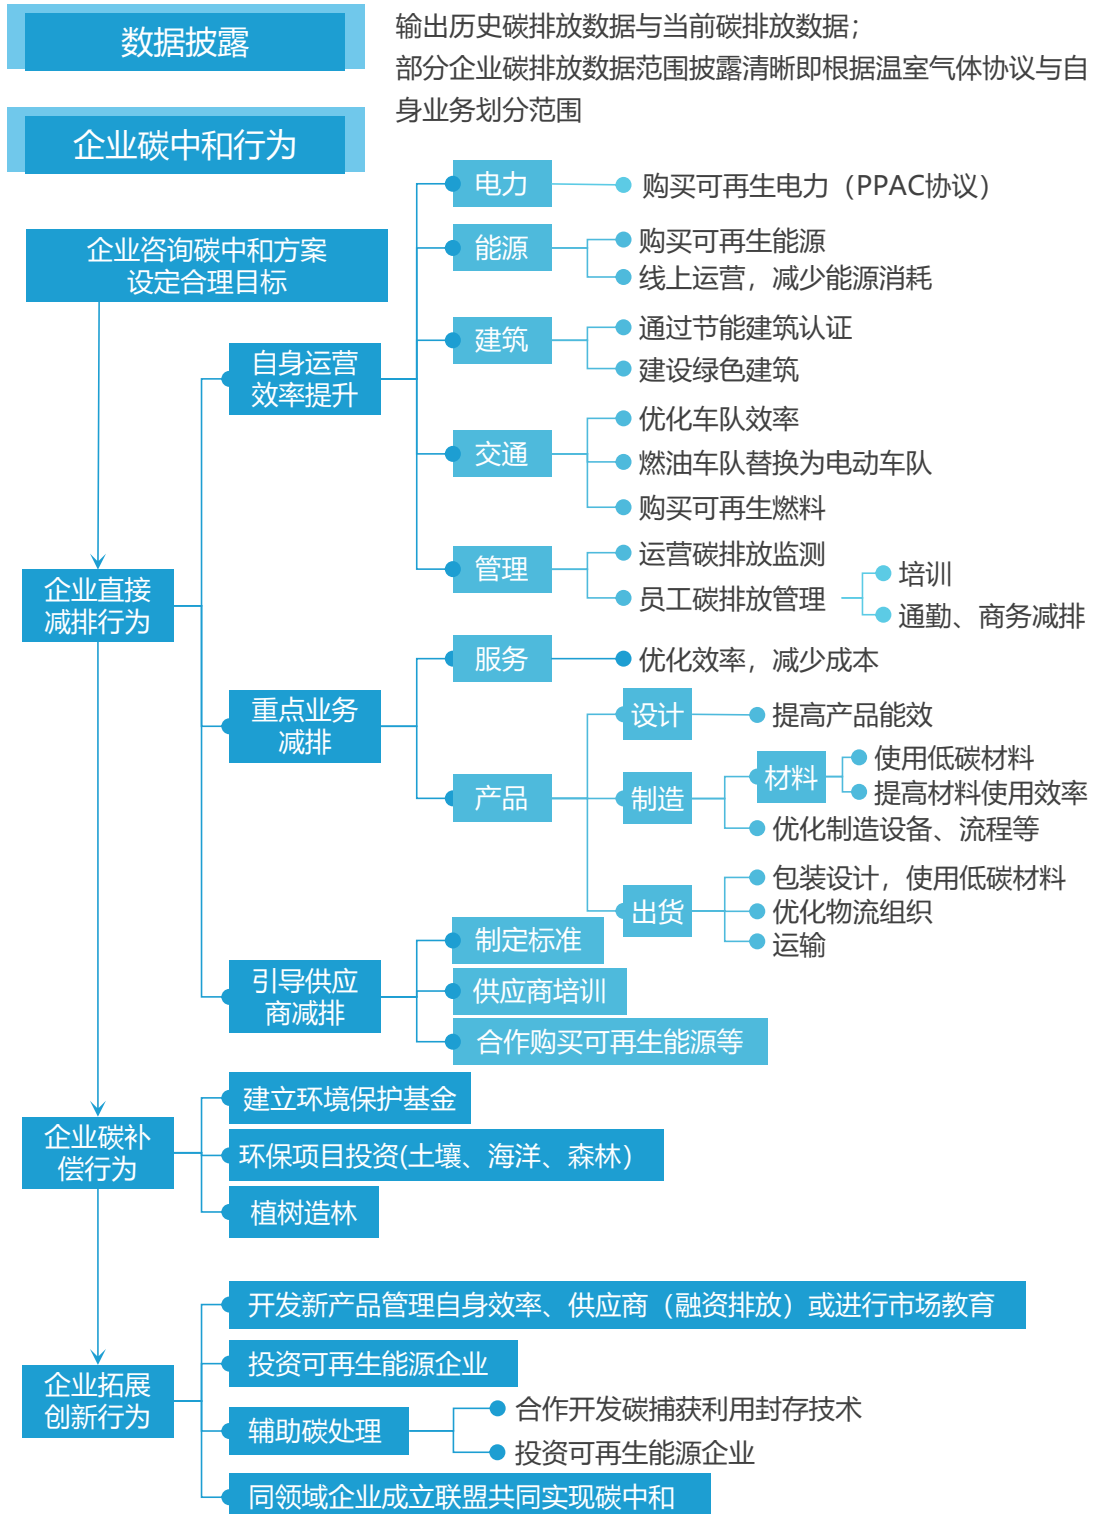 数据披露
输出历史碳排放数据与当前碳排放数据；
部分企业碳排放数据范围披露清晰即根据温室气体协议与自
身业务划分范围
企业碳中和行为
企业咨询碳中和方案
设定合理目标
企业直接
减排行为
自身运营
效率提升
电力
购买可再生电力（PPAC协议）
能源
购买可再生能源
线上运营，减少能源消耗
建筑
通过节能建筑认证
建设绿色建筑
交通
优化车队效率
燃油车队替换为电动车队
购买可再生燃料
管理
运营碳排放监测
员工碳排放管理
培训
通勤、商务减排
重点业务
减排
服务
优化效率，减少成本
产品
设计
提高产品能效
制造
材料
使用低碳材料
提高材料使用效率
优化制造设备、流程等
出货
包装设计，使用低碳材料
优化物流组织
运输
引导供应
商减排
制定标准
供应商培训
合作购买可再生能源等
企业碳补
偿行为
建立环境保护基金
环保项目投资(土壤、海洋、森林）
植树造林
企业拓展
创新行为
开发新产品管理自身效率、供应商（融资排放）或进行市场教育
投资可再生能源企业
辅助碳处理
合作开发碳捕获利用封存技术
投资可再生能源企业
同领域企业成立联盟共同实现碳中和